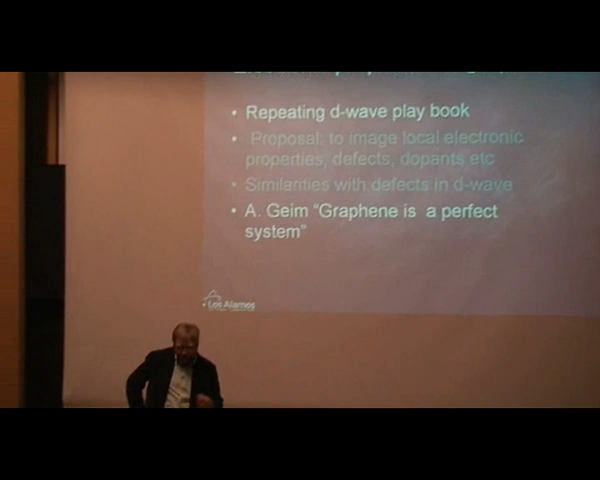 • Repeating d-wave play book
• Proposal: to image local electronic
properties, defects, dopants etc
• Similarities with defects in d-wave
• A. Geim “Graphene is a perfect
system”
Los Alamos